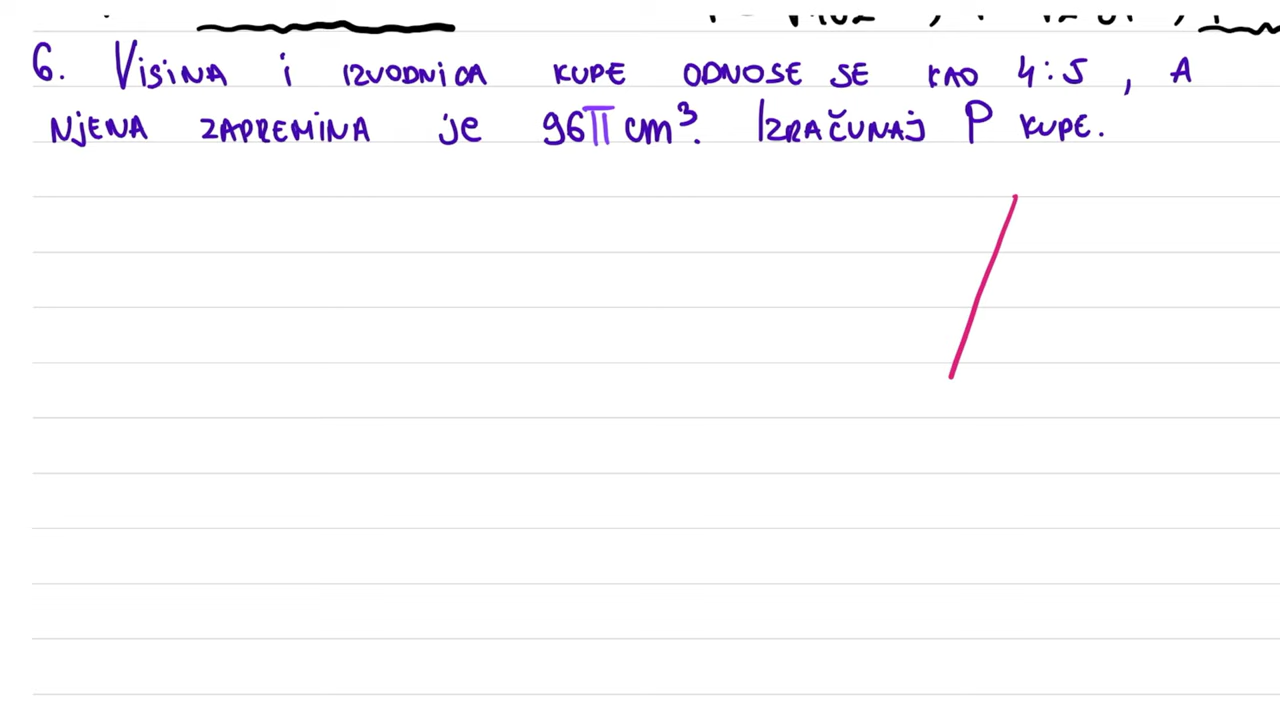 6. Visina i izvodnica kupe odnose se kao 4:5, a
njena zapremina je 96π cm³. Izračunaj P kupe.